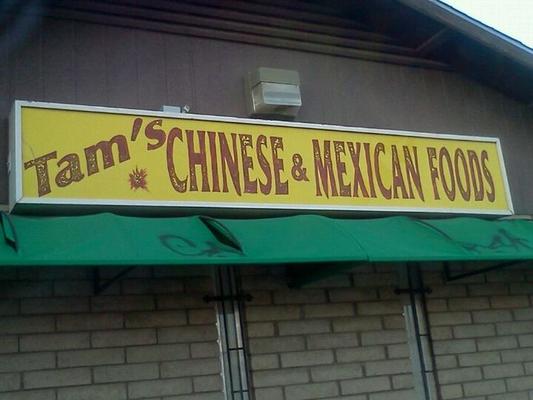 Tam's CHINESE & MEXICAN FOODS